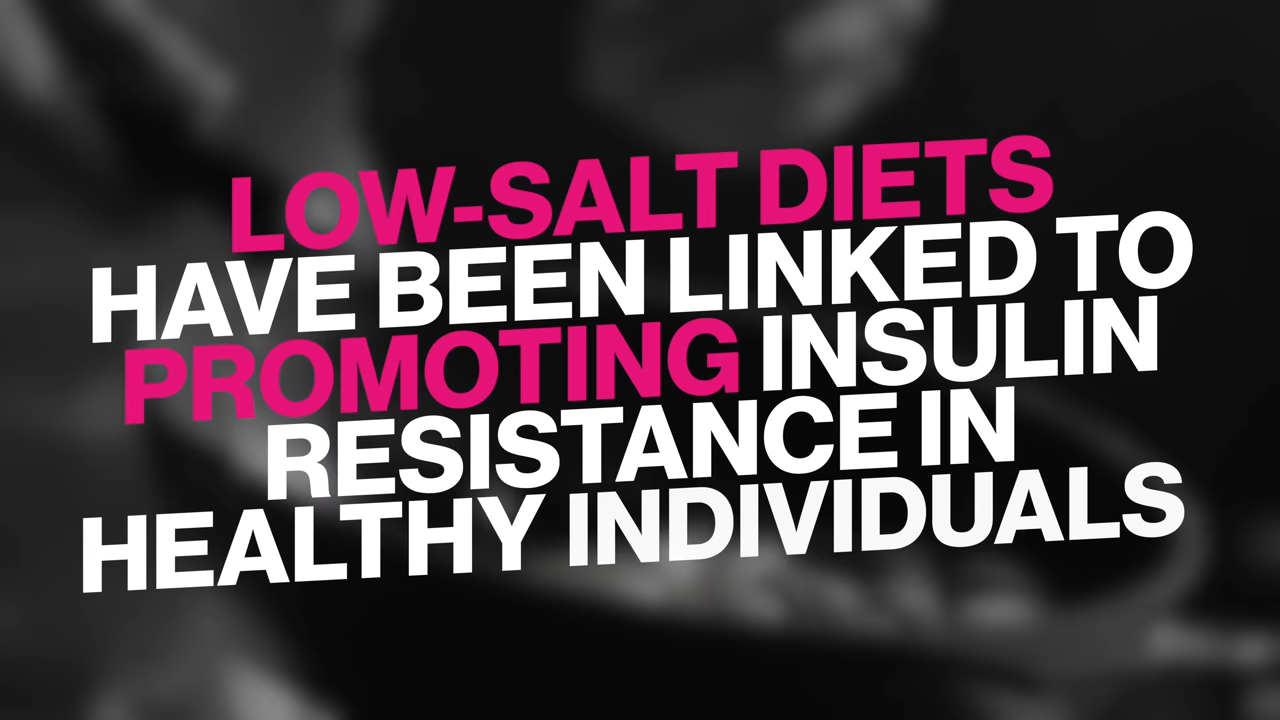 LOW-SALT DIETS
HAVE BEEN LINKED TO
PROMOTING INSULIN
RESISTANCE IN
HEALTHY INDIVIDUALS